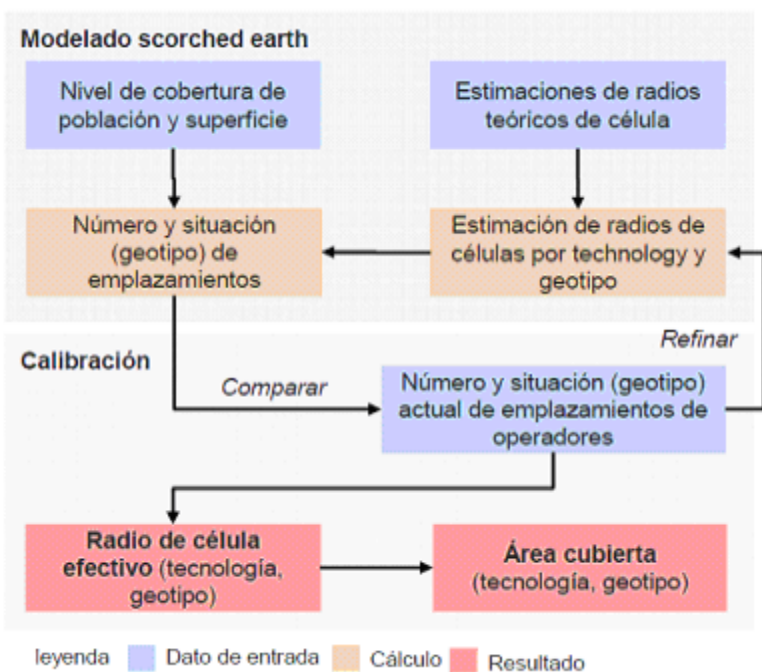 Modelado scorched earth
Nivel de cobertura de
población y superficie
Estimaciones de radios
teóricos de célula
Número y situación
(geotipo) de
emplazamientos
Estimación de radios de
células por technology y
geotipo
Refinar
Calibración
Comparar
Número y situación (geotipo)
actual de emplazamientos de
operadores
Radio de célula
efectivo (tecnología,
geotipo)
Área cubierta
(tecnología, geotipo)
leyenda Dato de entrada Cálculo Resultado